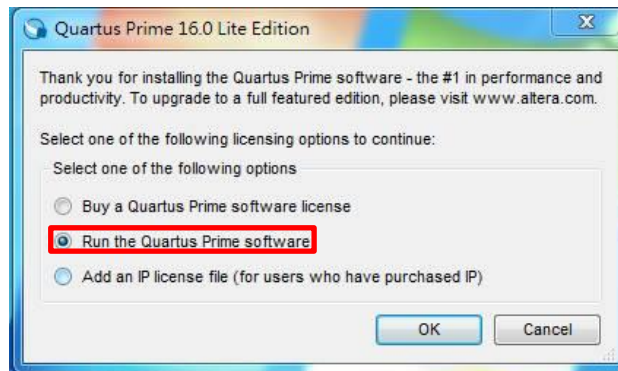 Quartus Prime 16.0 Lite Edition
Thank you for installing the Quartus Prime software - the #1 in performance and
productivity. To upgrade to a full featured edition, please visit www.altera.com.
Select one of the following licensing options to continue:
Select one of the following options
Buy a Quartus Prime software license
Run the Quartus Prime software
Add an IP license file (for users who have purchased IP)
OK
Cancel